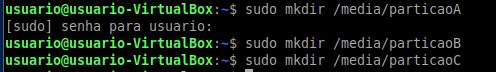 usuario@usuario-VirtualBox:~$ sudo mkdir /media/particaoA
[sudo] senha para usuario:
usuario@usuario-VirtualBox:~$ sudo mkdir /media/particaoB
usuario@usuario-VirtualBox:~$ sudo mkdir /media/particaoC